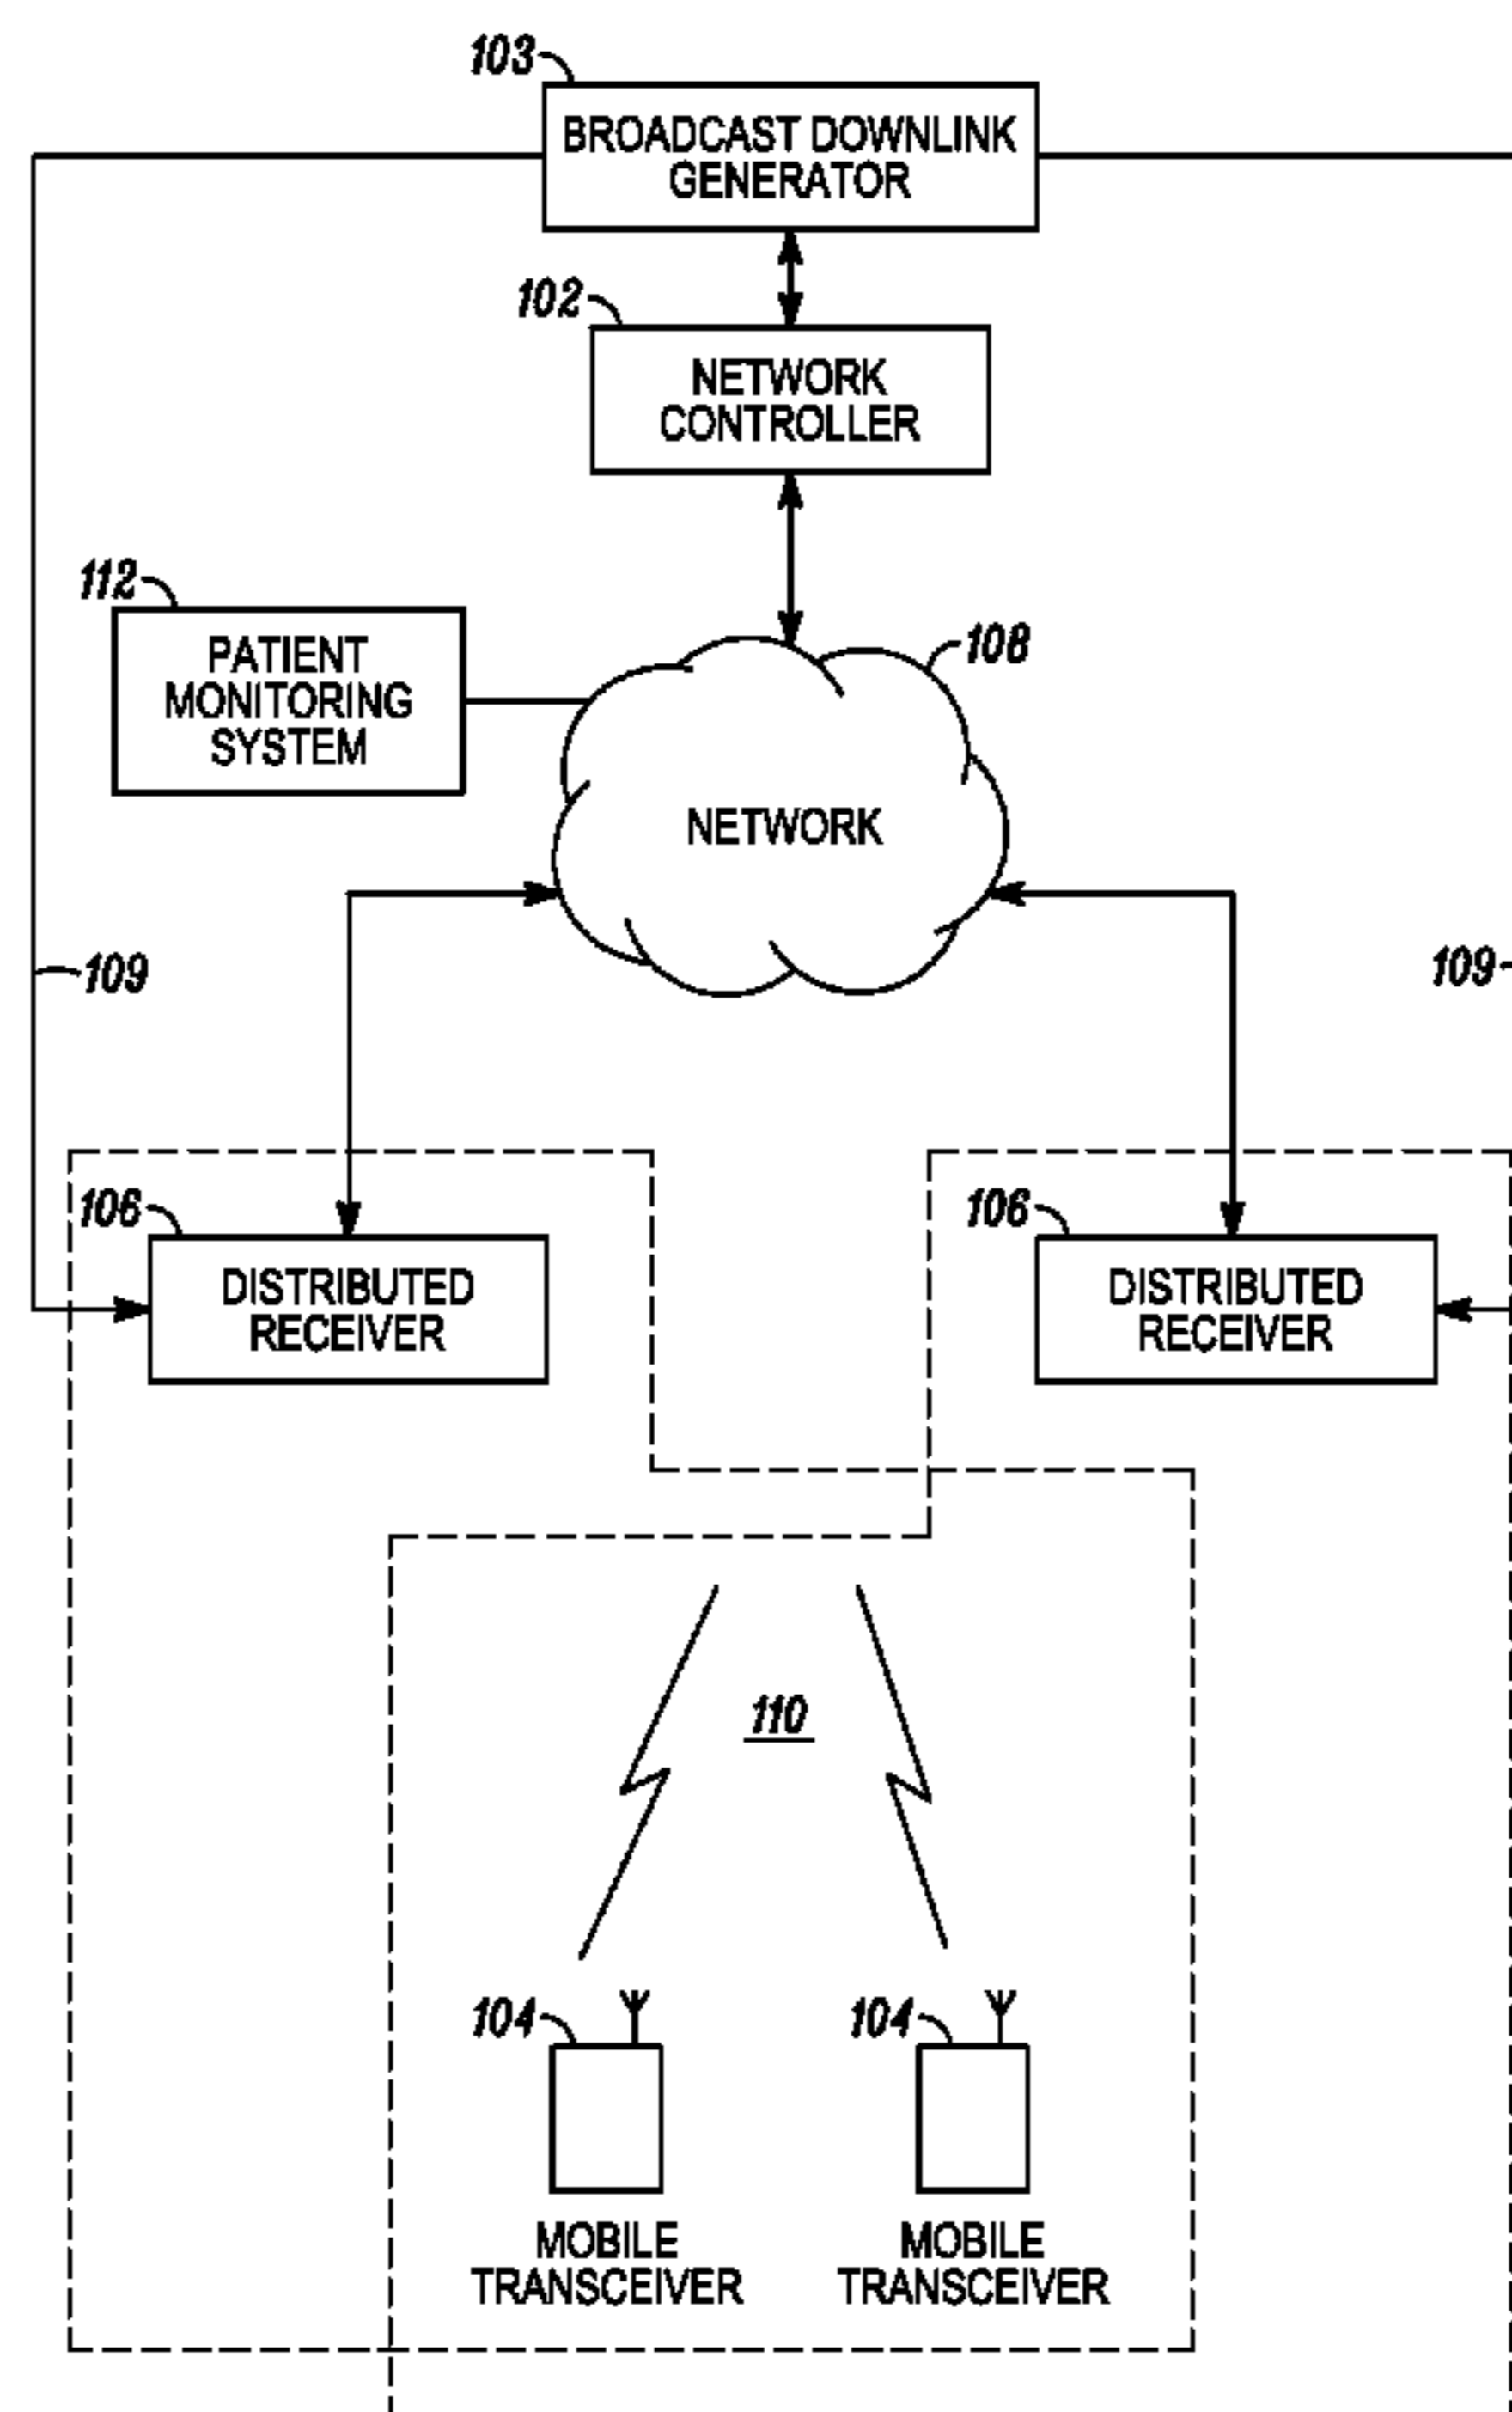 103
BROADCAST DOWNLINK
GENERATOR
102
NETWORK
CONTROLLER
112
PATIENT
MONITORING
SYSTEM
108
NETWORK
109
109
106
DISTRIBUTED
RECEIVER
106
DISTRIBUTED
RECEIVER
110
104
MOBILE
TRANSCEIVER
104
MOBILE
TRANSCEIVER